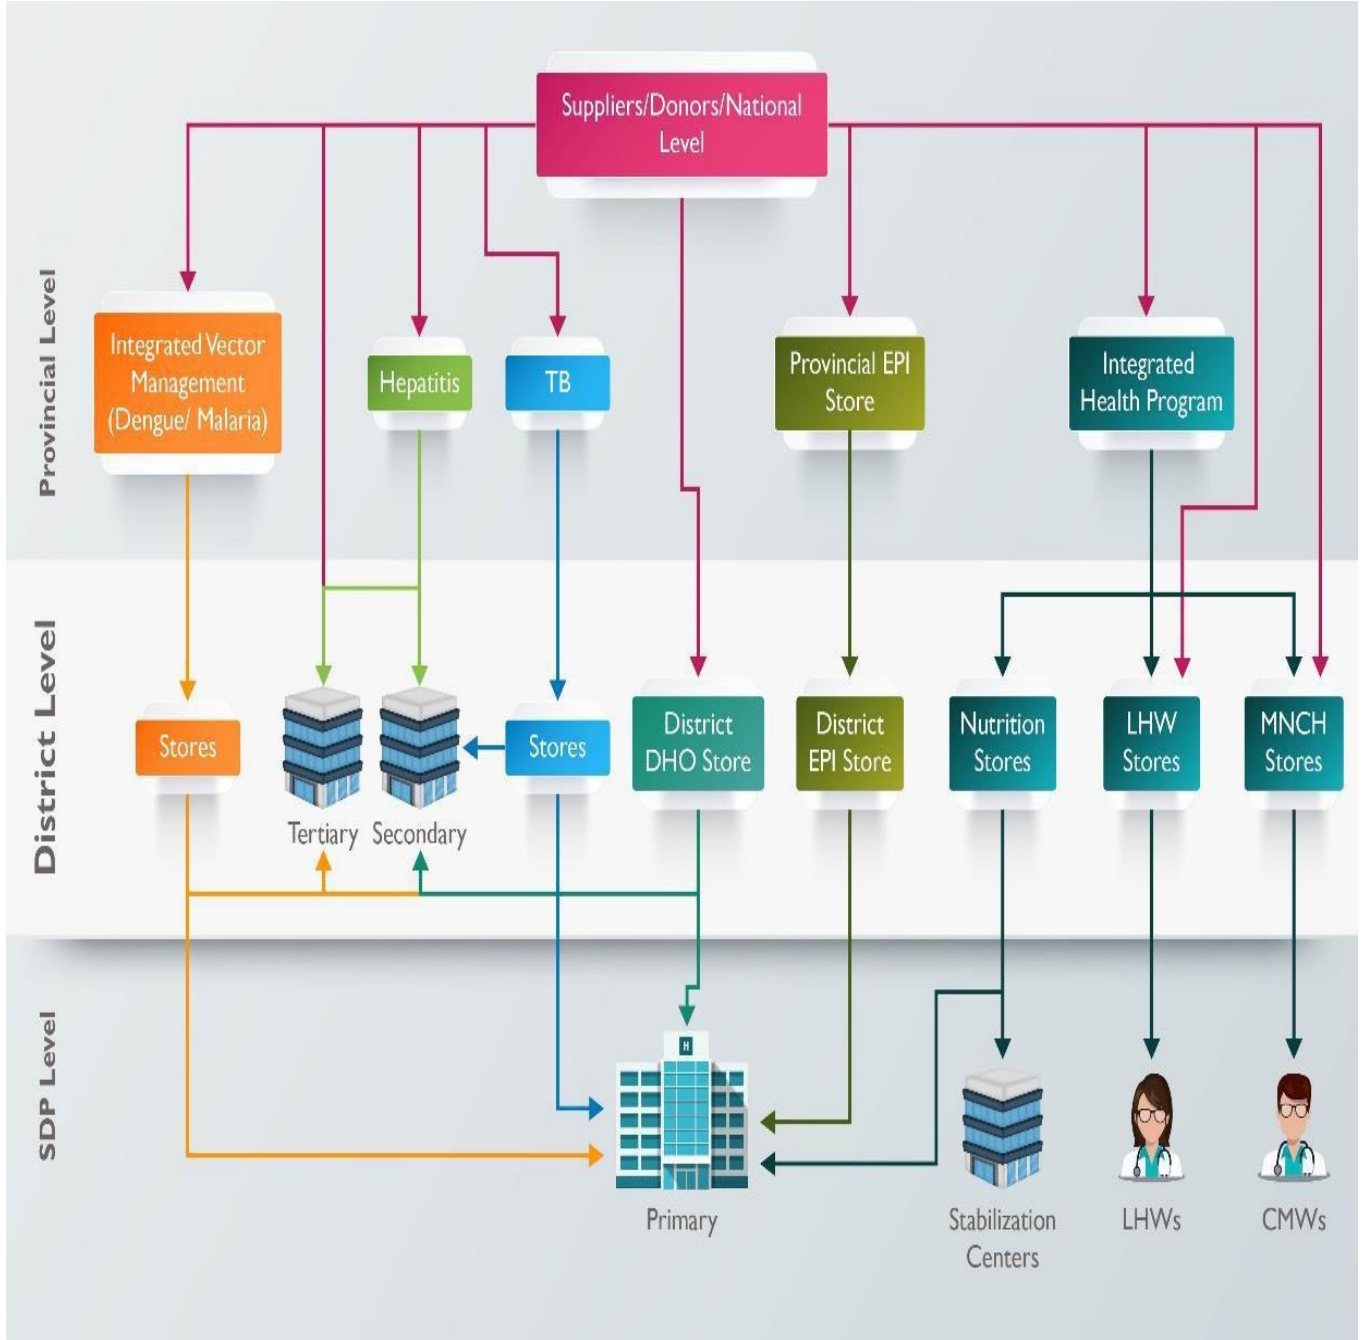 Suppliers/Donors/National
Level
Provincial Level
Integrated Vector
Management
(Dengue/ Malaria)
Hepatitis
TB
Provincial EPI
Store
Integrated
Health Program
District Level
Stores
Tertiary
Secondary
Stores
District
DHO Store
District
EPI Store
Nutrition
Stores
LHW
Stores
MNCH
Stores
SDP Level
H
Primary
Stabilization
Centers
LHWs
CMWs